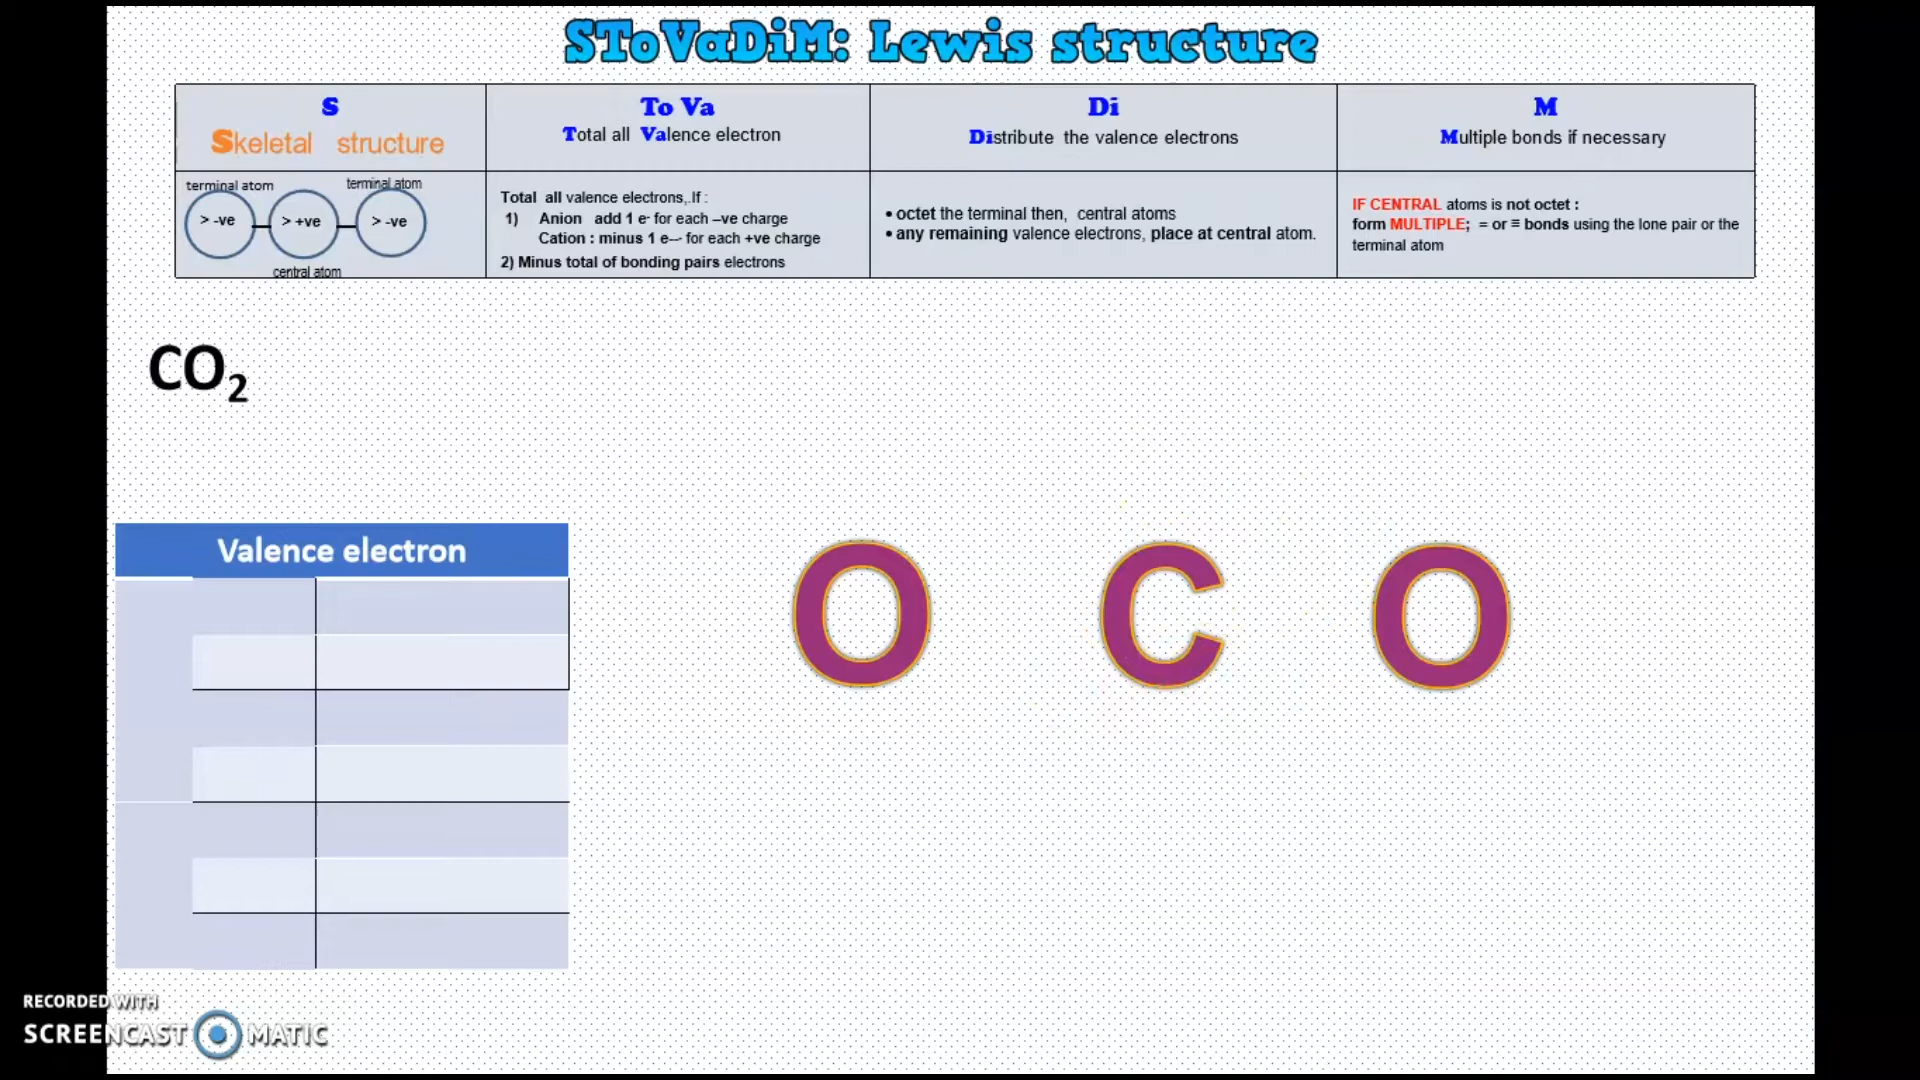 SToVaDiM: Lewis structure
S
Skeletal structure
terminal atom
terminal atom
> -ve
> +ve
> -ve
central atom
To Va
Total all Valence electron
Total all valence electrons,.If :
1) Anion add 1 e- for each –ve charge
Cation : minus 1 e-- for each +ve charge
2) Minus total of bonding pairs electrons
Di
Distribute the valence electrons
• octet the terminal then, central atoms
• any remaining valence electrons, place at central atom.
M
Multiple bonds if necessary
IF CENTRAL atoms is not octet :
form MULTIPLE; = or ≡ bonds using the lone pair or the
terminal atom
CO₂
Valence electron
O C O
RECORDED WITH
SCREENCAST MATIC